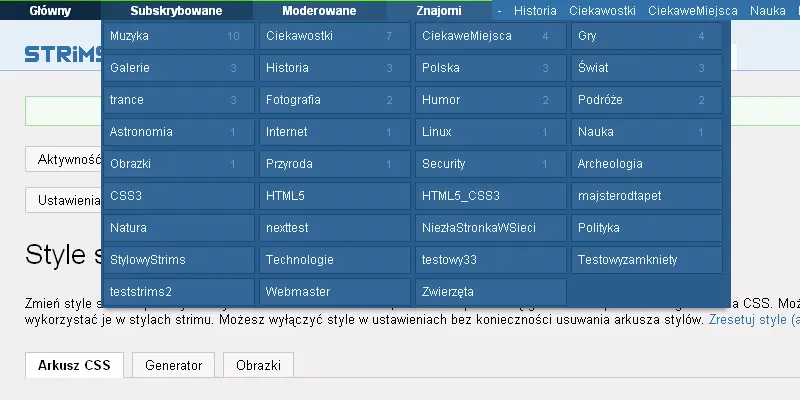 Główny Subskrybowane Moderowane Znajomi - Historia Ciekawostki CiekaweMiejsca Nauka
STRIMS
Muzyka 10 Ciekawostki 7 CiekaweMiejsca 4 Gry 4
Galerie 3 Historia 3 Polska 3 Świat 3
trance 3 Fotografia 2 Humor 2 Podróże 2
Astronomia 1 Internet 1 Linux 1 Nauka 1
Aktywność Obrazki 1 Przyroda 1 Security 1 Archeologia
Ustawienia CSS3 HTML5 HTML5_CSS3 majsterodtapet
Natura nexttest NiezłaStronkaWSieci Polityka
Style s StylowyStrims Technologie testowy33 Testowyzamkniety
teststrims2 Webmaster Zwierzęta
Zmień style s a CSS. Moż
wykorzystać je w stylach strimu. Możesz wyłączyć style w ustawieniach bez konieczności usuwania arkusza stylów. Zresetuj style (a
Arkusz CSS Generator Obrazki